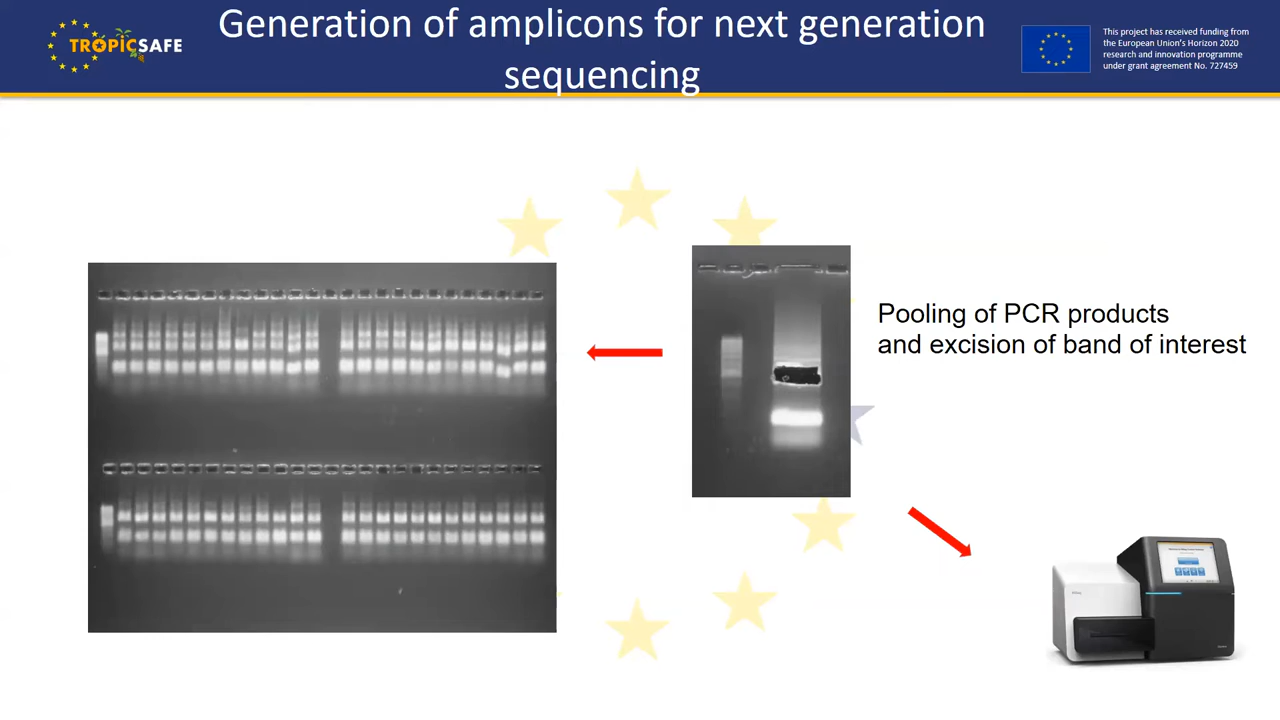 Generation of amplicons for next generation
sequencing
TROPICSAFE
This project has received funding from
the European Union's Horizon 2020
research and innovation programme
under grant agreement No. 727459
Pooling of PCR products
and excision of band of interest